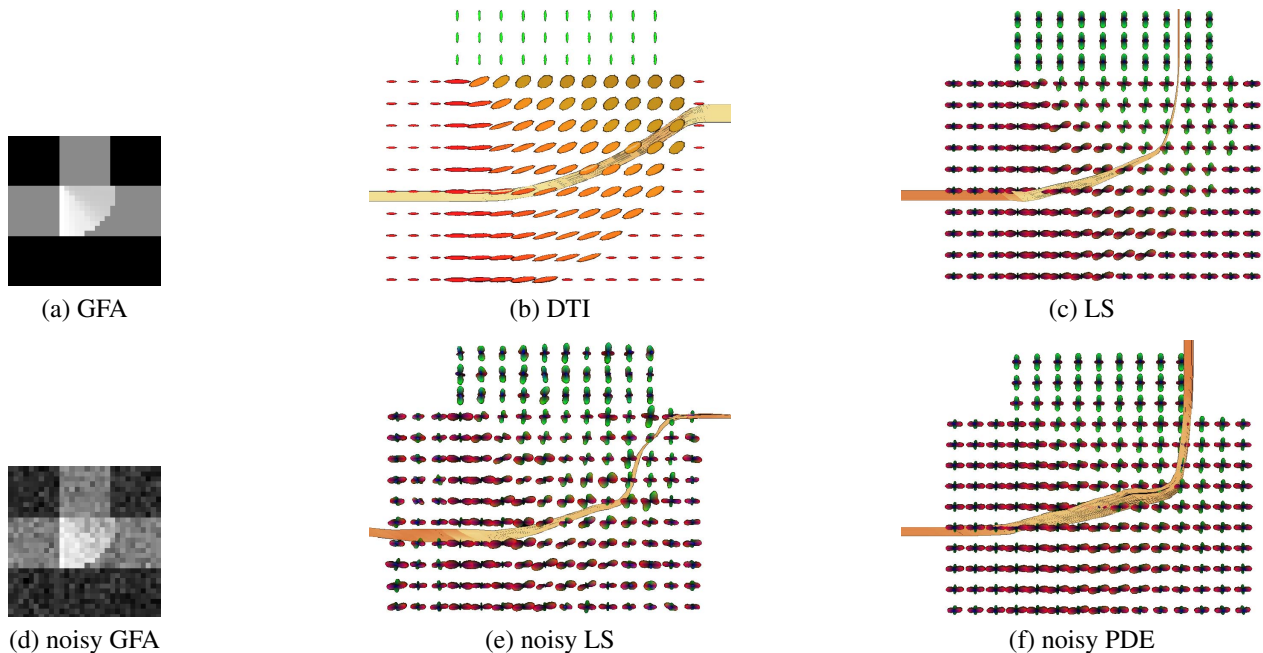 (a) GFA
(b) DTI
(c) LS
(d) noisy GFA
(e) noisy LS
(f) noisy PDE